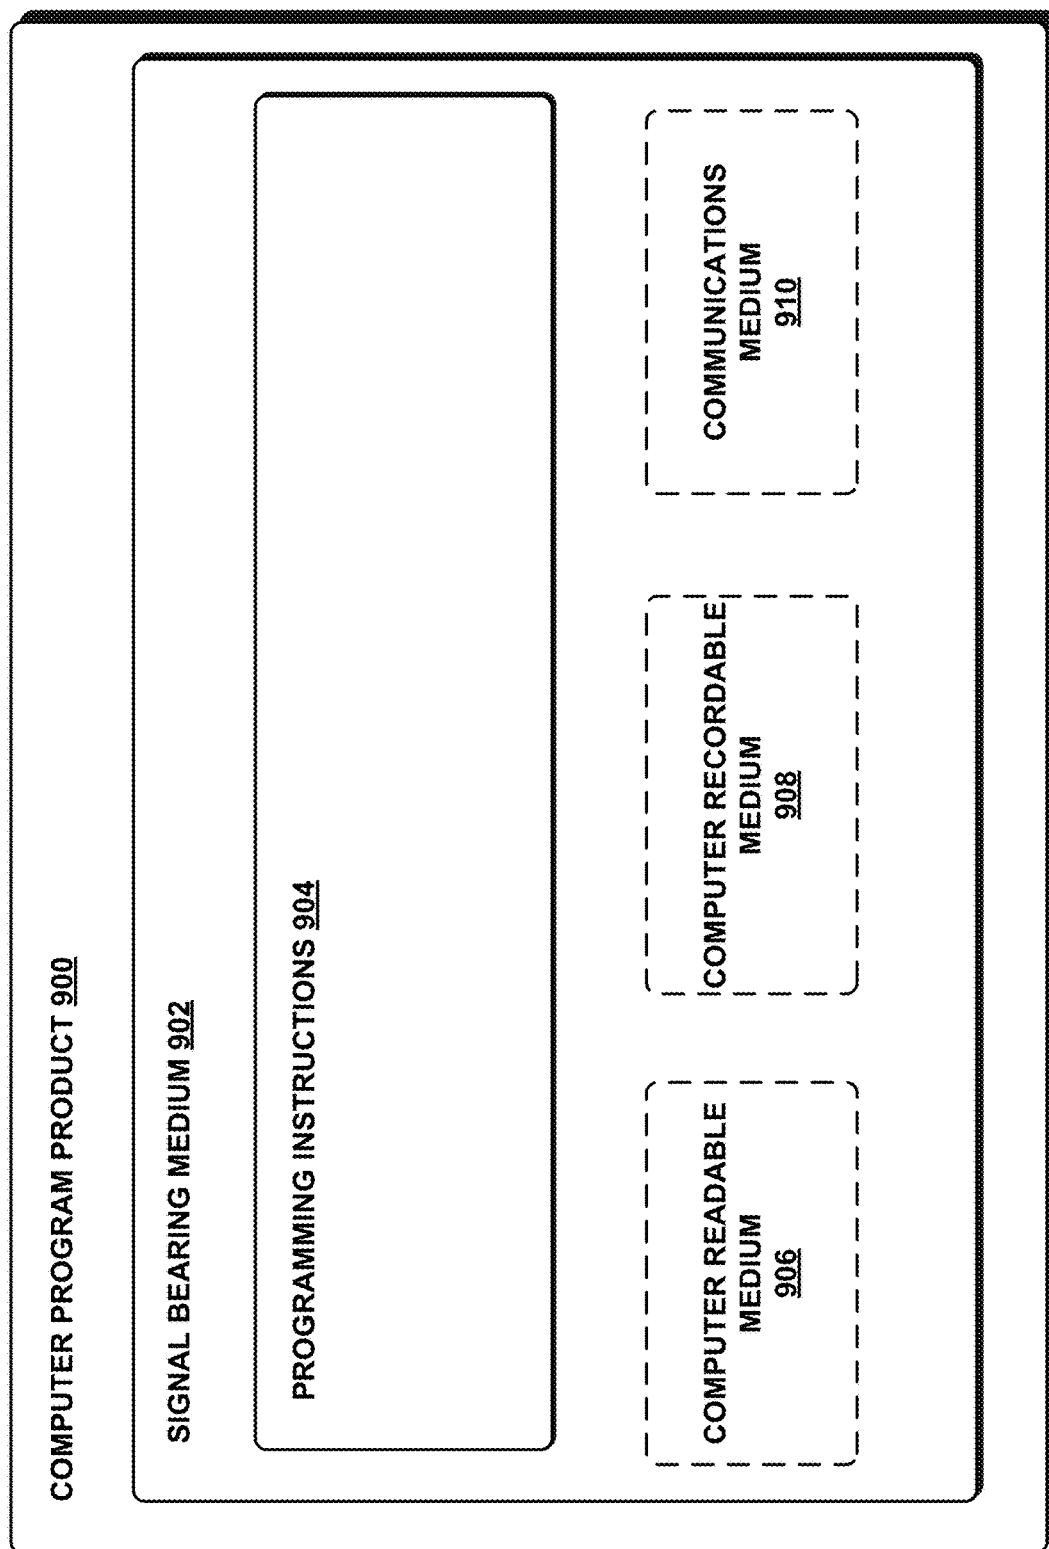 COMPUTER PROGRAM PRODUCT 900
SIGNAL BEARING MEDIUM 902
PROGRAMMING INSTRUCTIONS 904
COMPUTER READABLE
MEDIUM
906
COMPUTER RECORDABLE
MEDIUM
908
COMMUNICATIONS
MEDIUM
910